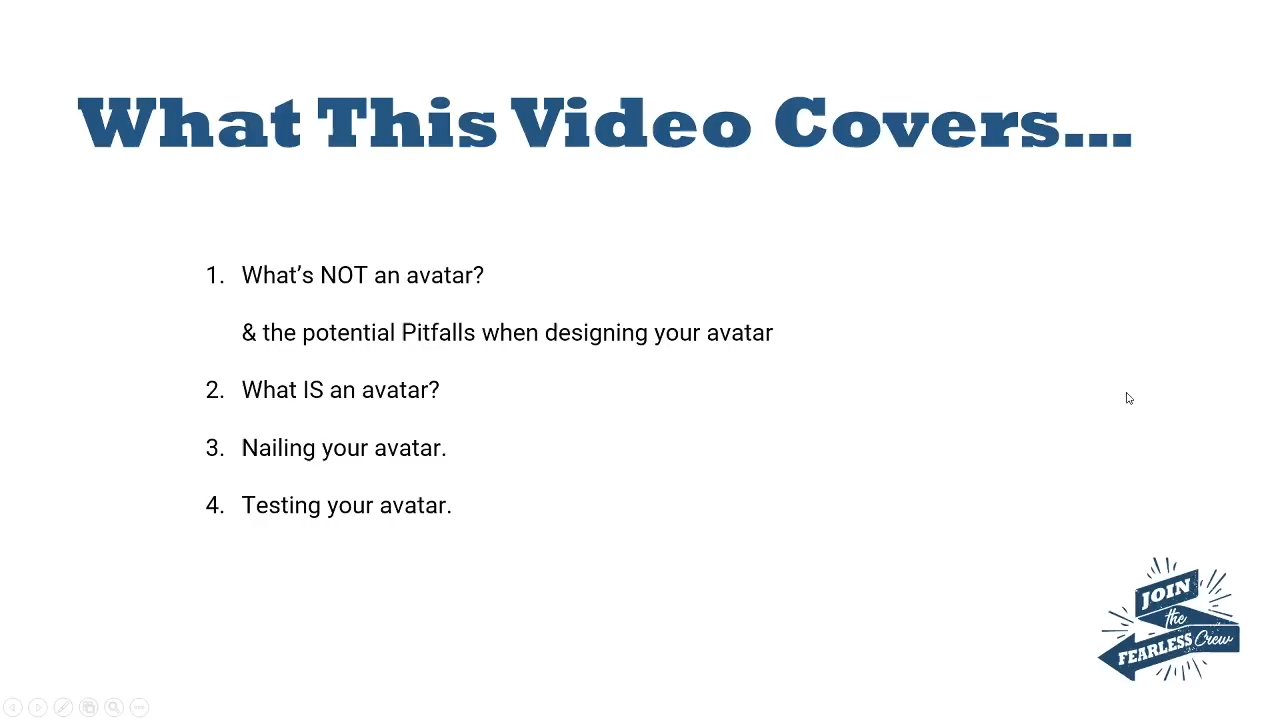 What This Video Covers...
1. What’s NOT an avatar?
& the potential Pitfalls when designing your avatar
2. What IS an avatar?
3. Nailing your avatar.
4. Testing your avatar.
JOIN
the
FEARLESS Crew